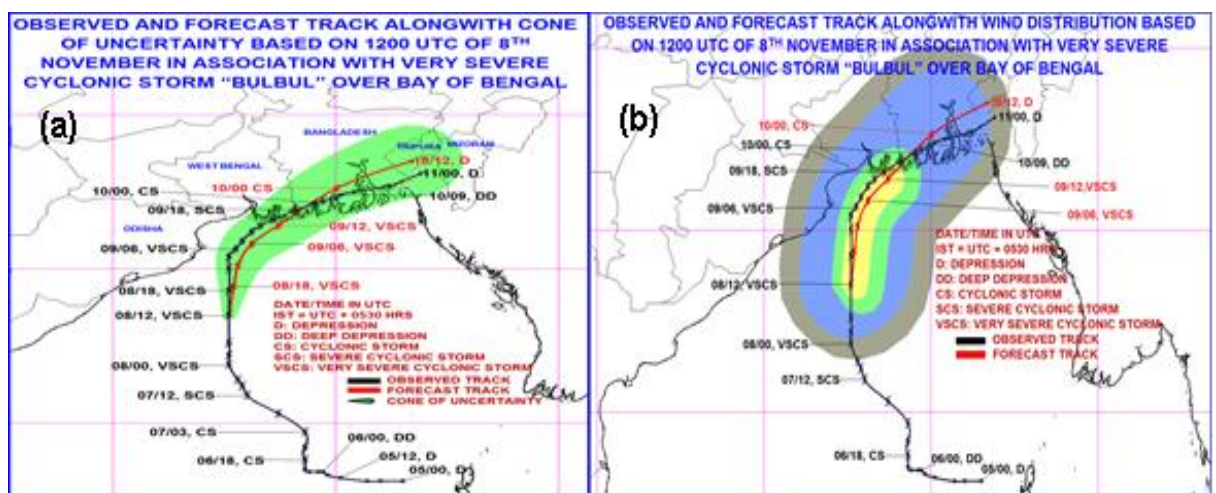 OBSERVED AND FORECAST TRACK ALONGWITH CONE
OF UNCERTAINTY BASED ON 1200 UTC OF 8TH
NOVEMBER IN ASSOCIATION WITH VERY SEVERE
CYCLONIC STORM “BULBUL” OVER BAY OF BENGAL
(a)
BANGLADESH
TRIPURA
MIZORAM
WEST BENGAL
10/12, D
11/00, D
10/00, CS
10/00 CS
10/09, DD
09/18, SCS
ODISHA
09/12, VSCS
09/06, VSCS
09/06, VSCS
08/18, VSCS
08/18, VSCS
DATE/TIME IN UTC
08/12, VSCS
IST = UTC + 0530 HRS
D: DEPRESSION
DD: DEEP DEPRESSION
CS: CYCLONIC STORM
SCS: SEVERE CYCLONIC STORM
VSCS: VERY SEVERE CYCLONIC STORM
08/00, VSCS
OBSERVED TRACK
FORECAST TRACK
CONE OF UNCERTAINTY
07/12, SCS
07/03, CS
06/00, DD
06/18, CS
05/12, D
05/00, D
OBSERVED AND FORECAST TRACK ALONGWITH WIND DISTRIBUTION BASED
ON 1200 UTC OF 8TH NOVEMBER IN ASSOCIATION WITH VERY SEVERE
CYCLONIC STORM “BULBUL” OVER BAY OF BENGAL
(b)
10/12, D
11/00, D
10/00, CS
10/00, CS
10/09, DD
09/18, SCS
09/12,VSCS
09/06, VSCS
09/06, VSCS
DATE/TIME IN UTC
IST = UTC + 0530 HRS
D: DEPRESSION
DD: DEEP DEPRESSION
08/12, VSCS
CS: CYCLONIC STORM
SCS: SEVERE CYCLONIC STORM
VSCS: VERY SEVERE CYCLONIC STORM
OBSERVED TRACK
FORECAST TRACK
08/00, VSCS
07/12, SCS
06/18, CS
06/00, DD
05/00, D